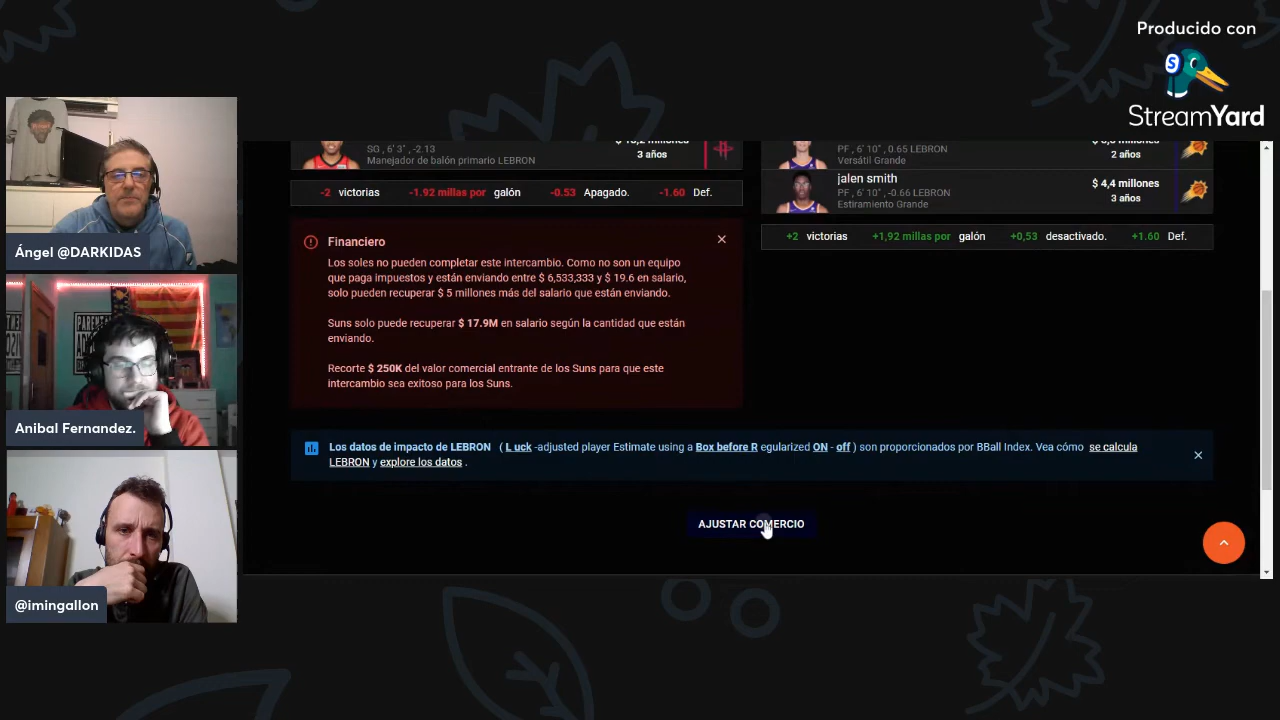 Producido con
StreamYard
Ángel @DARKIDAS
Anibal Fernandez.
@imingallon
SG , 6' 3" , -2.13
Manejador de balón primario LEBRON
3 años
-2 victorias -1.92 millas por galón -0.53 Apagado. -1.60 Def.
PF , 6' 10" , 0.65 LEBRON
Versátil Grande
2 años
jalen smith
PF , 6' 10" , -0.66 LEBRON
Estiramiento Grande
$ 4,4 millones
3 años
+2 victorias +1,92 millas por galón +0,53 desactivado. +1.60 Def.
Financiero
Los soles no pueden completar este intercambio. Como no son un equipo
que paga impuestos y están enviando entre $ 6,533,333 y $ 19.6 en salario,
solo pueden recuperar $ 5 millones más del salario que están enviando.
Suns solo puede recuperar $ 17.9M en salario según la cantidad que están
enviando.
Recorte $ 250K del valor comercial entrante de los Suns para que este
intercambio sea exitoso para los Suns.
Los datos de impacto de LEBRON ( L uck -adjusted player Estimate using a Box before R egularized ON - off ) son proporcionados por BBall Index. Vea cómo se calcula
LEBRON y explore los datos .
AJUSTAR COMERCIO